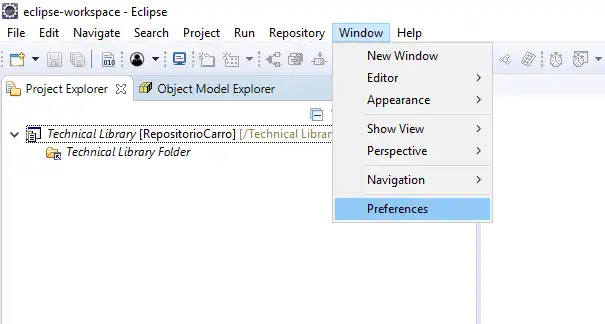 eclipse-workspace - Eclipse
File Edit Navigate Search Project Run Repository Window Help
010
Project Explorer Object Model Explorer
Technical Library [RepositorioCarro] [/Technical Librar
Technical Library Folder
New Window
Editor
Appearance
Show View
Perspective
Navigation
Preferences